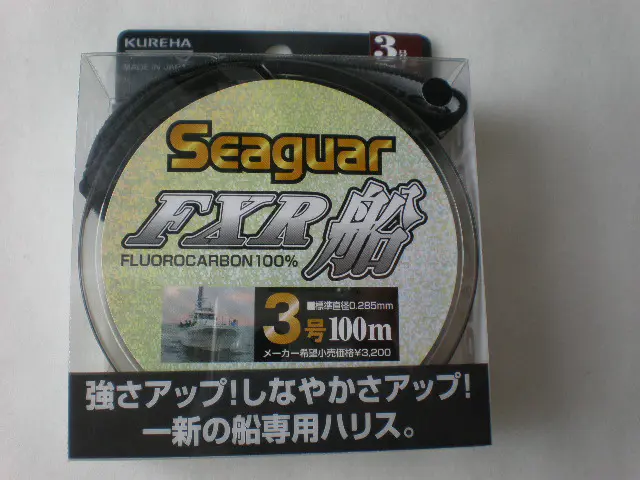 KUREHA
3号
MADE IN JAPAN
Seaguar
FXR船
FLUOROCARBON100%
■標準直径0.285mm
3号100m
メーカー希望小売価格¥3,200
強さアップ!しなやかさアップ!
一新の船専用ハリス。